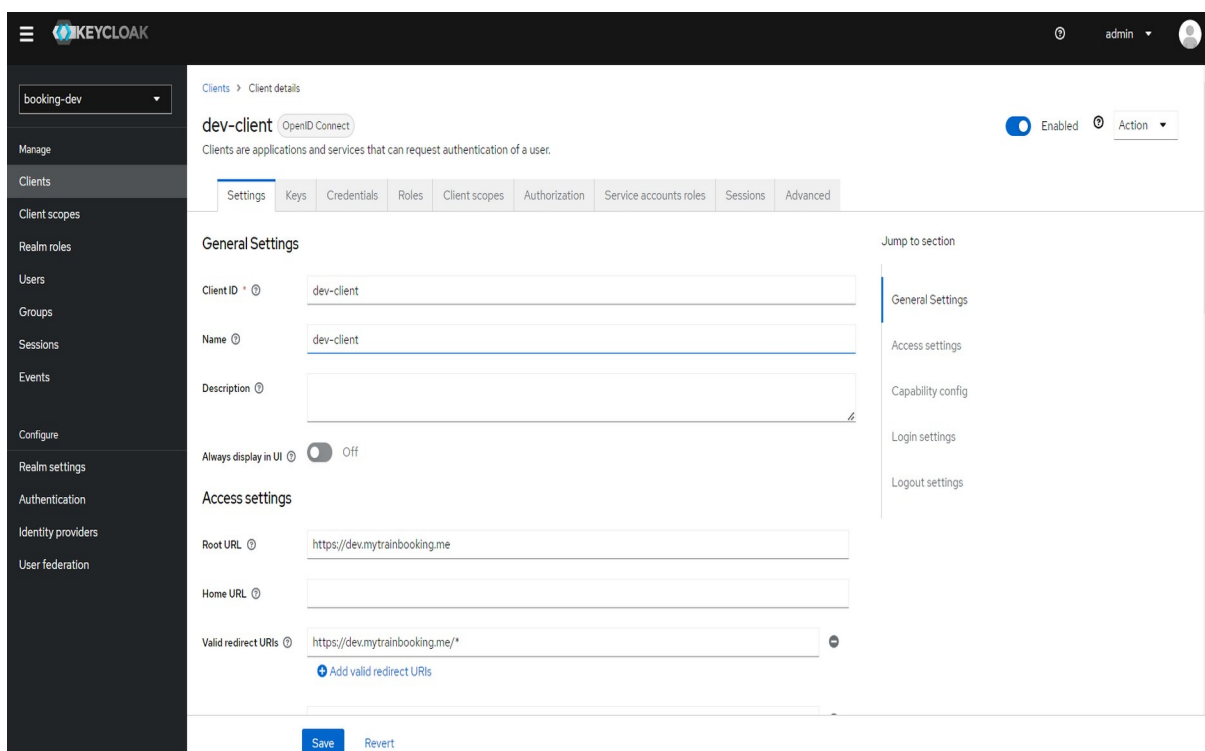 KEYCLOAK
admin
booking-dev
Manage
Clients
Client scopes
Realm roles
Users
Groups
Sessions
Events
Configure
Realm settings
Authentication
Identity providers
User federation
Clients > Client details
dev-client OpenID Connect
Enabled
Action
Clients are applications and services that can request authentication of a user.
Settings Keys Credentials Roles Client scopes Authorization Service accounts roles Sessions Advanced
General Settings
Client ID * dev-client
Name dev-client
Description
Always display in UI Off
Access settings
Root URL https://dev.mytrainbooking.me
Home URL
Valid redirect URIs https://dev.mytrainbooking.me/*
Add valid redirect URIs
Save Revert
Jump to section
General Settings
Access settings
Capability config
Login settings
Logout settings